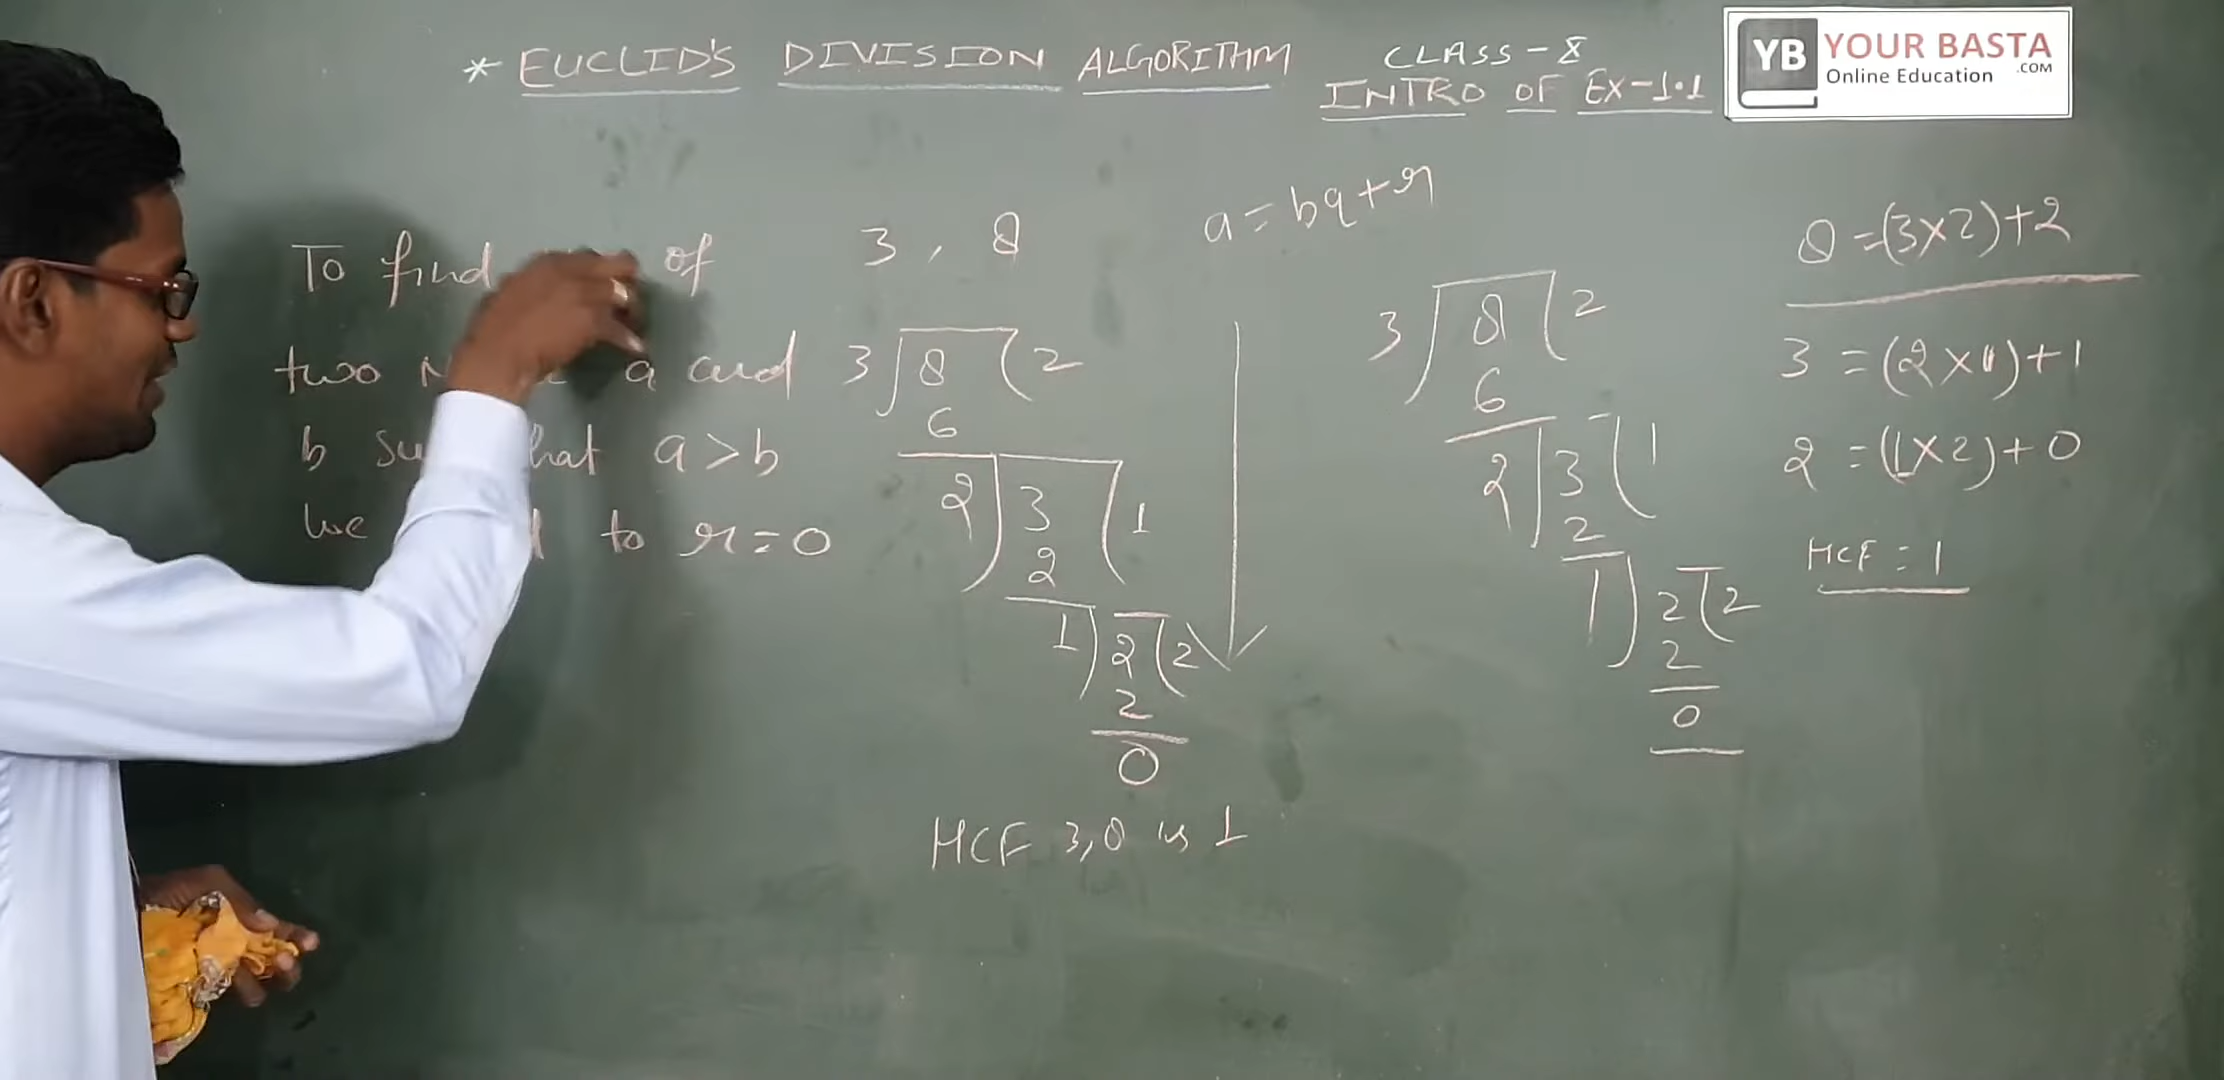 * EUCLID'S DIVISION ALGORITHM
CLASS - X
INTRO OF EX-1.1
YB YOUR BASTA .COM
Online Education
To find of
two a and
b that a>b
we to r=0
3, 8
3 8 2
6
2 3 1
2
1 2 2
2
0
HCF 3,8 is 1
a = bq+r
3 8 2
6
2 3 1
2
1 2 2
2
0
8 =(3×2)+2
3 =(2×1)+1
2 =(1×2)+0
HCF = 1